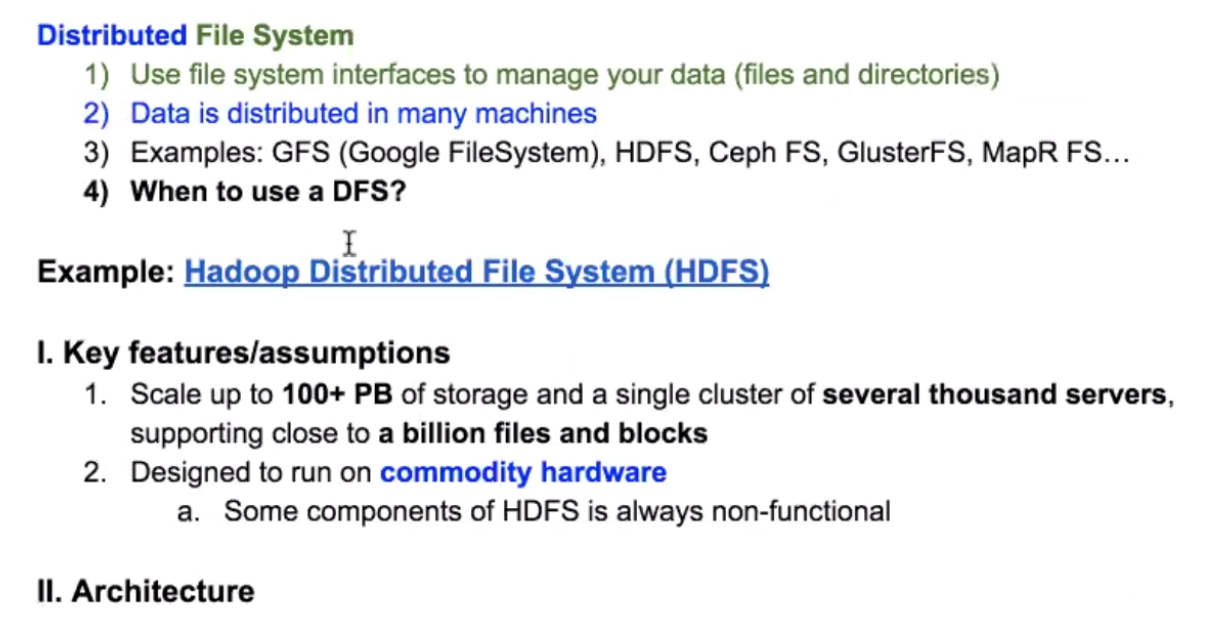 Distributed File System
1) Use file system interfaces to manage your data (files and directories)
2) Data is distributed in many machines
3) Examples: GFS (Google FileSystem), HDFS, Ceph FS, GlusterFS, MapR FS...
4) When to use a DFS?
Example: Hadoop Distributed File System (HDFS)
I. Key features/assumptions
1. Scale up to 100+ PB of storage and a single cluster of several thousand servers,
supporting close to a billion files and blocks
2. Designed to run on commodity hardware
a. Some components of HDFS is always non-functional
II. Architecture